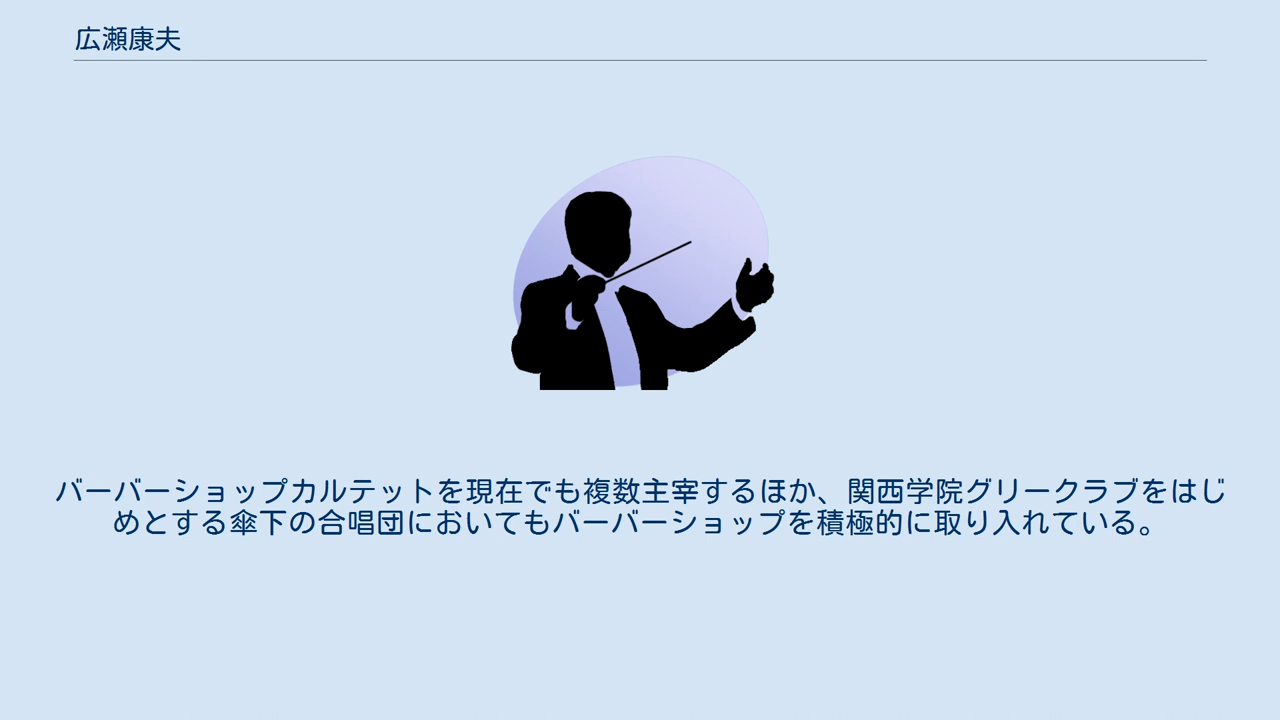 広瀬康夫
バーバーショップカルテットを現在でも複数主宰するほか、関西学院グリークラブをはじ
めとする傘下の合唱団においてもバーバーショップを積極的に取り入れている。